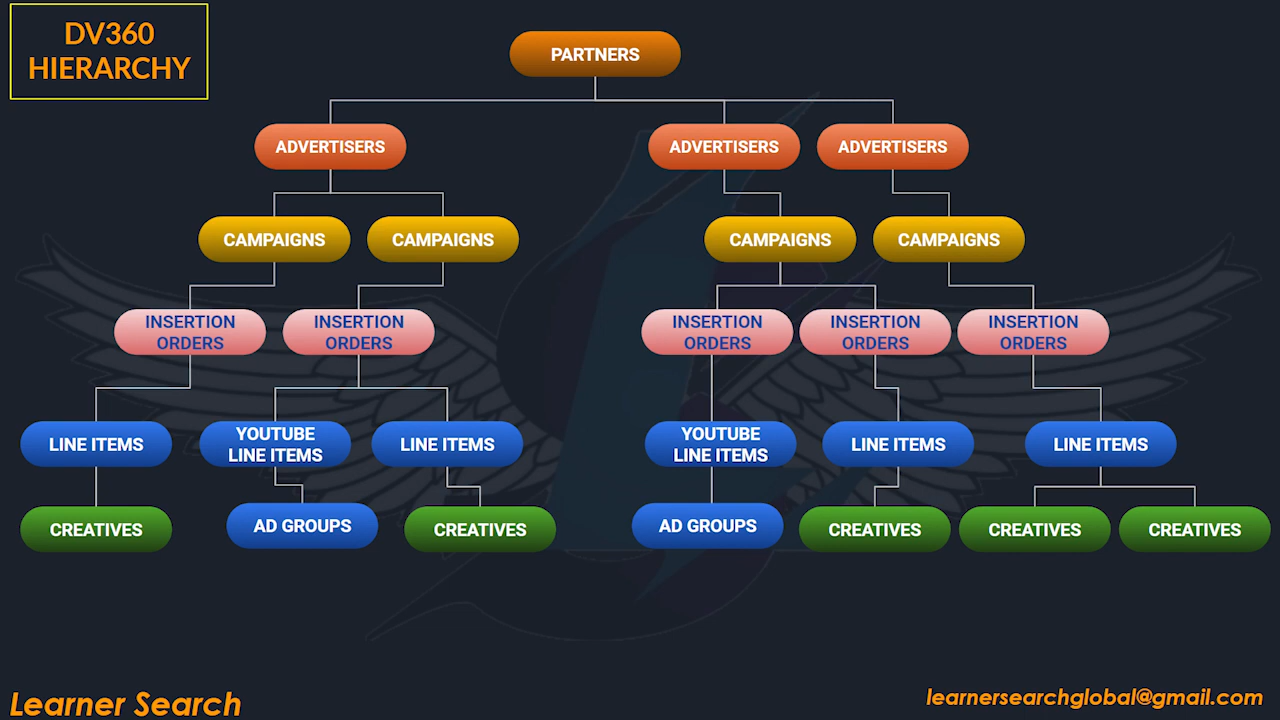 DV360
HIERARCHY
PARTNERS
ADVERTISERS ADVERTISERS ADVERTISERS
CAMPAIGNS CAMPAIGNS CAMPAIGNS CAMPAIGNS
INSERTION INSERTION INSERTION INSERTION INSERTION
ORDERS ORDERS ORDERS ORDERS ORDERS
LINE ITEMS
YOUTUBE
LINE ITEMS
LINE ITEMS
YOUTUBE
LINE ITEMS
LINE ITEMS
LINE ITEMS
CREATIVES AD GROUPS CREATIVES AD GROUPS CREATIVES CREATIVES CREATIVES
Learner Search
learnersearchglobal@gmail.com